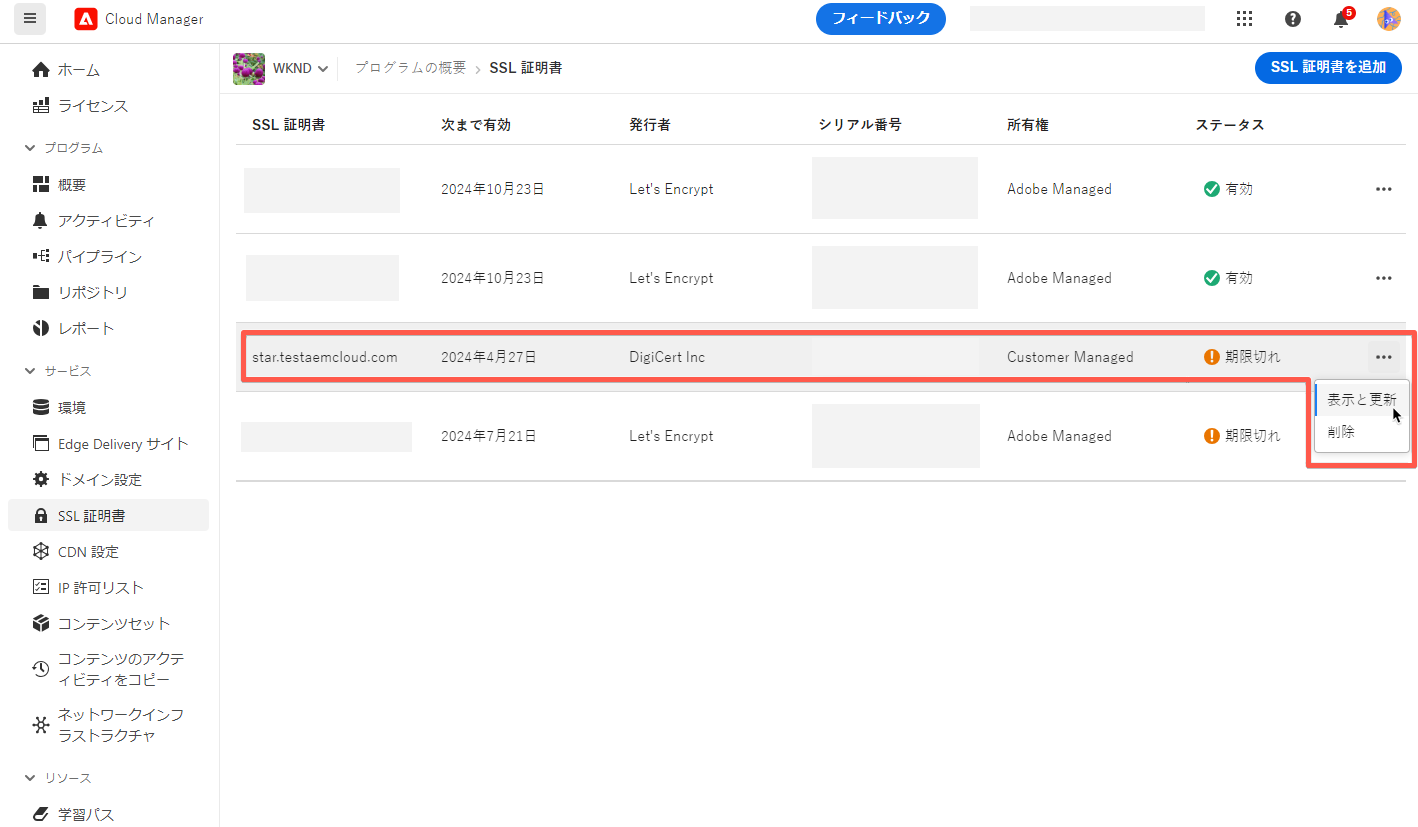 Cloud Manager
フィードバック
5
ホーム
ライセンス
プログラム
概要
アクティビティ
パイプライン
リポジトリ
レポート
サービス
環境
Edge Delivery サイト
ドメイン設定
SSL 証明書
CDN 設定
IP 許可リスト
コンテンツセット
コンテンツのアクテ
ィビティをコピー
ネットワークインフ
ラストラクチャ
リソース
学習パス
WKND プログラムの概要 › SSL 証明書
SSL 証明書を追加
SSL 証明書 次まで有効 発行者 シリアル番号 所有権 ステータス
2024年10月23日 Let's Encrypt Adobe Managed 有効
2024年10月23日 Let's Encrypt Adobe Managed 有効
star.testaemcloud.com 2024年4月27日 DigiCert Inc Customer Managed 期限切れ
表示と更新
削除
2024年7月21日 Let's Encrypt Adobe Managed 期限切れ